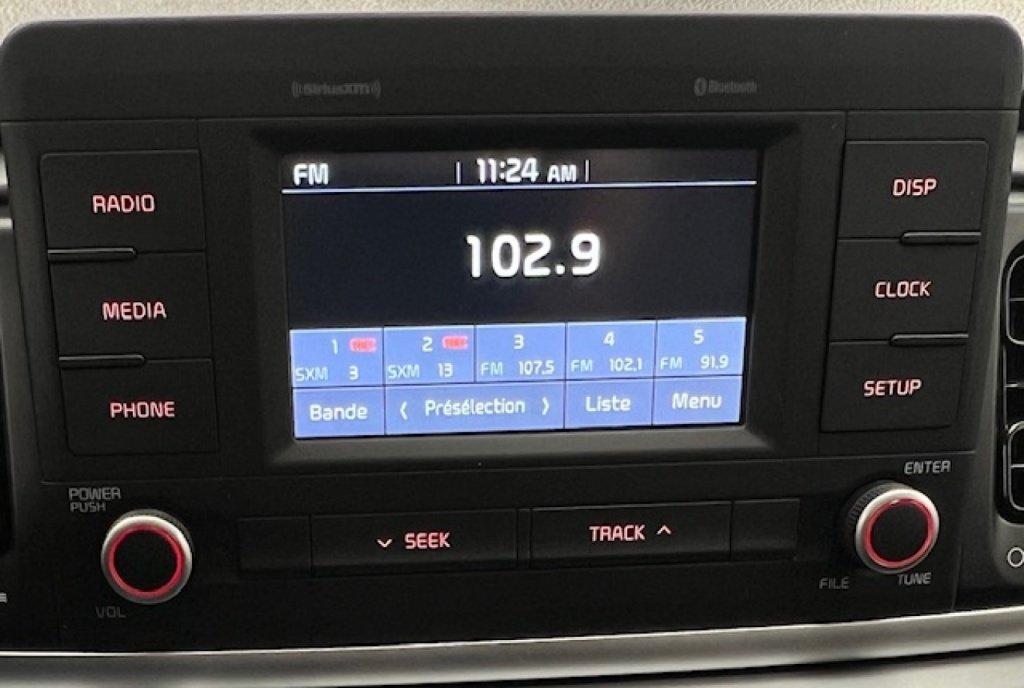 SiriusXM
Bluetooth
FM | 11:24 AM |
102.9
RADIO
MEDIA
PHONE
DISP
CLOCK
SETUP
1 2 3 4 5
SXM 3 SXM 13 FM 107.5 FM 102.1 FM 91.9
Bande ‹ Présélection › Liste Menu
POWER
PUSH
VOL
SEEK
TRACK
ENTER
FILE
TUNE